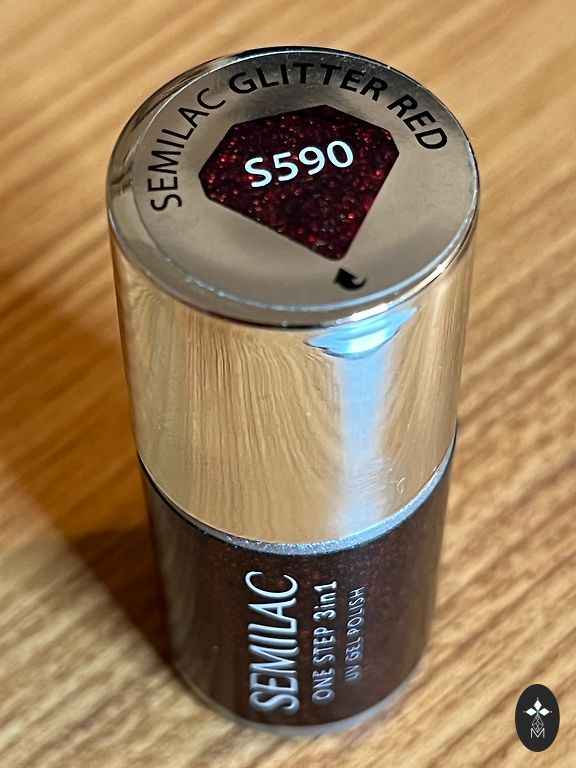 SEMILAC GLITTER RED
S590
SEMILAC
ONE STEP 3in1
UV GEL POLISH
M